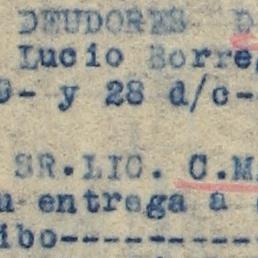 DEUDORES D
Lucio Borre
- y 28 d/c-
SR.LIC. C.M
u entrega a
ibo----------